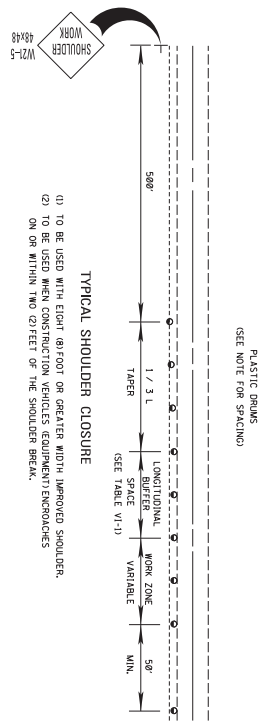 PLASTIC DRUMS
(SEE NOTE FOR SPACING)
SHOULDER
WORK
W21-5
48x48
500'
1 / 3 L
TAPER
LONGITUDINAL
BUFFER
SPACE
(SEE TABLE VI-1)
WORK ZONE
VARIABLE
50'
MIN.
TYPICAL SHOULDER CLOSURE
(1) TO BE USED WITH EIGHT (8) FOOT OR GREATER WIDTH IMPROVED SHOULDER.
(2) TO BE USED WHEN CONSTRUCTION VEHICLES (EQUIPMENT) ENCROACHES
ON OR WITHIN TWO (2) FEET OF THE SHOULDER BREAK.